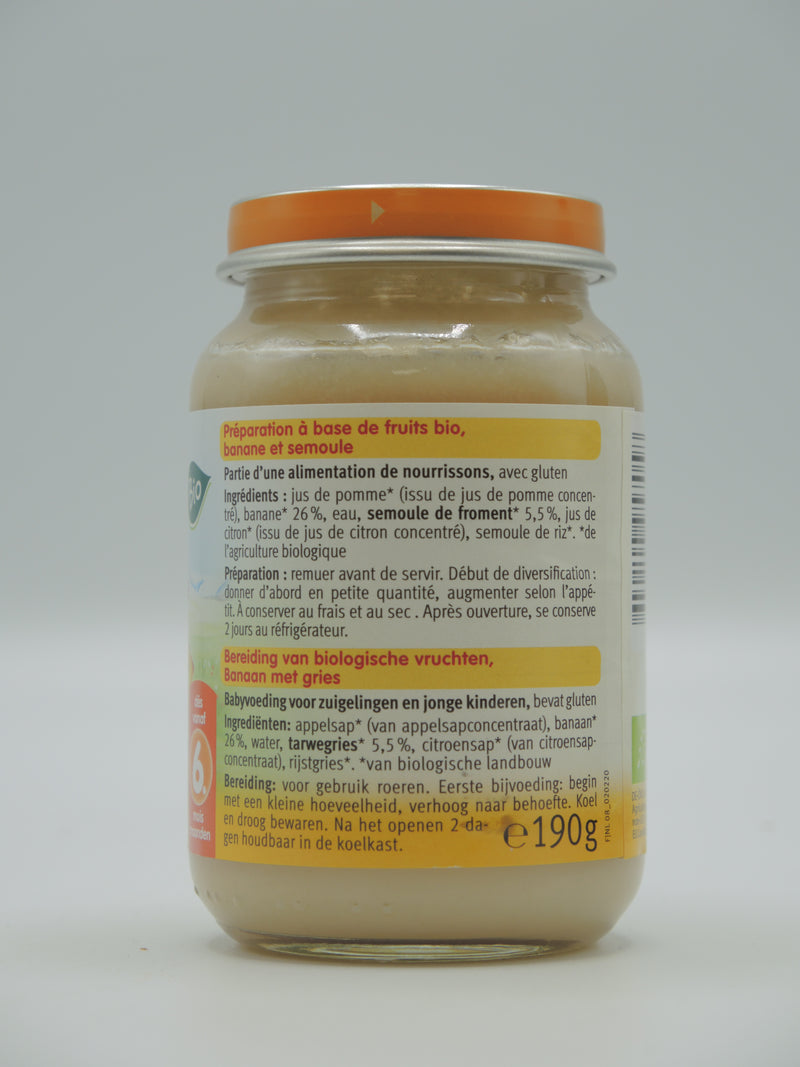 Préparation à base de fruits bio,
banane et semoule
Partie d'une alimentation de nourrissons, avec gluten
Ingrédients : jus de pomme* (issu de jus de pomme concen-
tré), banane* 26 %, eau, semoule de froment* 5,5 %, jus de
citron* (issu de jus de citron concentré), semoule de riz*. *de
l'agriculture biologique
Préparation : remuer avant de servir. Début de diversification :
donner d'abord en petite quantité, augmenter selon l'appé-
tit. À conserver au frais et au sec . Après ouverture, se conserve
2 jours au réfrigérateur.
Bereiding van biologische vruchten,
Banaan met gries
Babyvoeding voor zuigelingen en jonge kinderen, bevat gluten
Ingrediënten: appelsap* (van appelsapconcentraat), banaan*
26 %, water, tarwegries* 5,5 %, citroensap* (van citroensap-
concentraat), rijstgries*. *van biologische landbouw
Bereiding: voor gebruik roeren. Eerste bijvoeding: begin
met een kleine hoeveelheid, verhoog naar behoefte. Koel
en droog bewaren. Na het openen 2 da-
gen houdbaar in de koelkast.
e190g
Bio
dès
vanaf
6.
mois